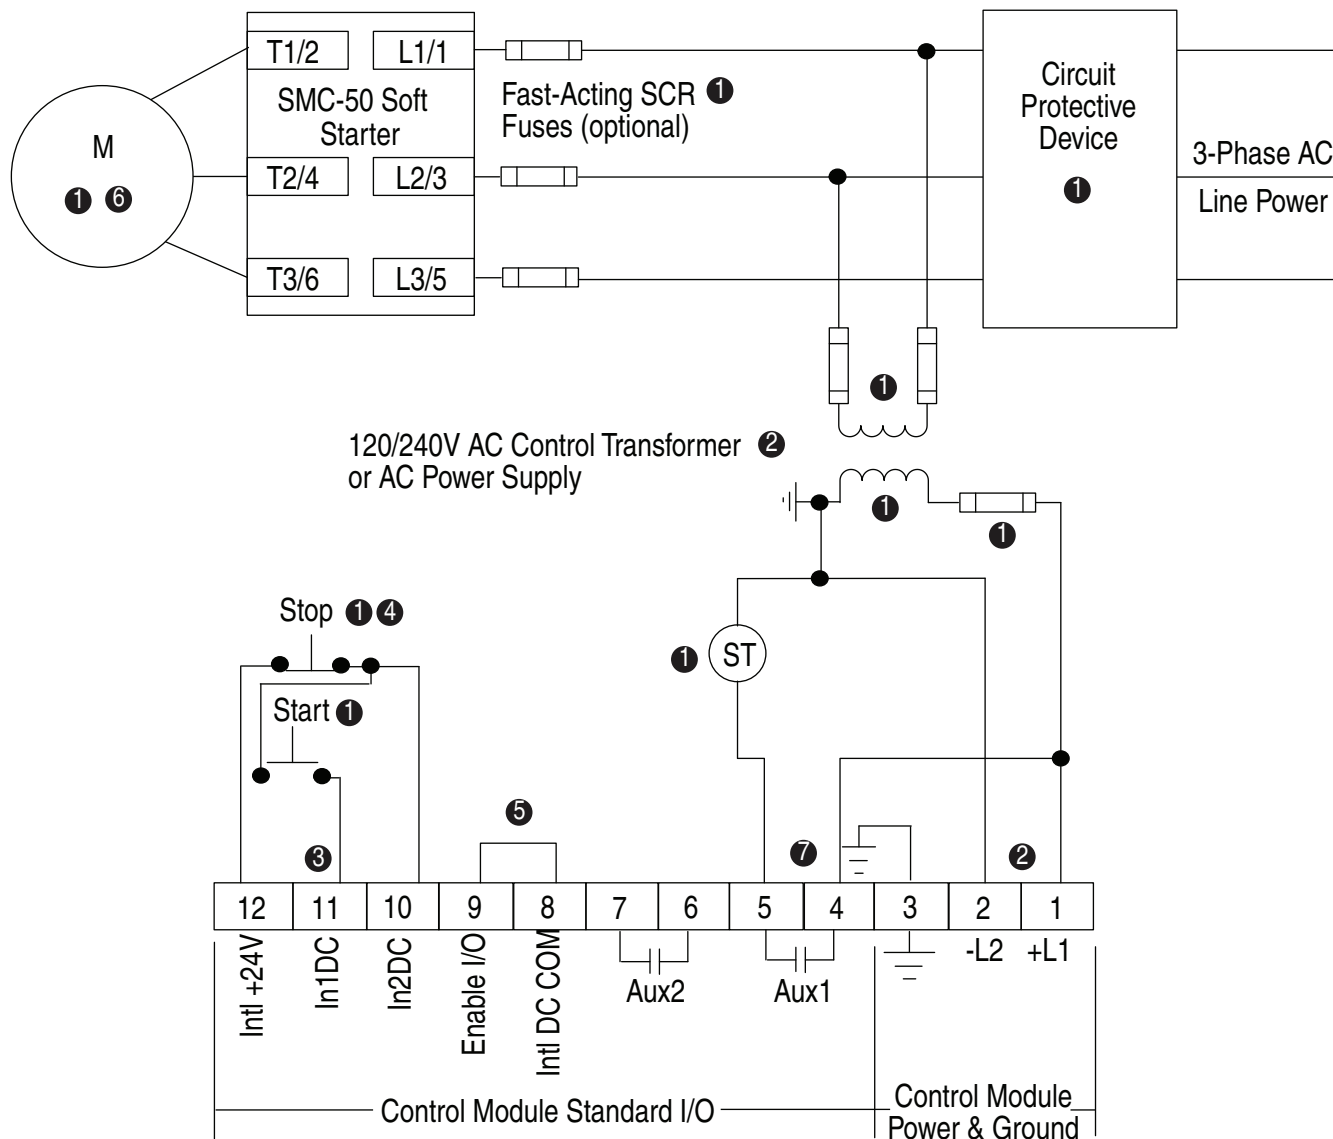 T1/2 L1/1
SMC-50 Soft
Starter
T2/4 L2/3
T3/6 L3/5
M
❶ ❻
Fast-Acting SCR ❶
Fuses (optional)
Circuit
Protective
Device
❶
3-Phase AC
Line Power
❶
120/240V AC Control Transformer ❷
or AC Power Supply
❶
❶
Stop ❶ ❹
Start ❶
❶ ST
❺
❸
❼
❷
12 11 10 9 8 7 6 5 4 3 2 1
Intl +24V
In1DC
In2DC
Enable I/O
Intl DC COM
Aux2
Aux1
-L2
+L1
Control Module Standard I/O
Control Module
Power & Ground